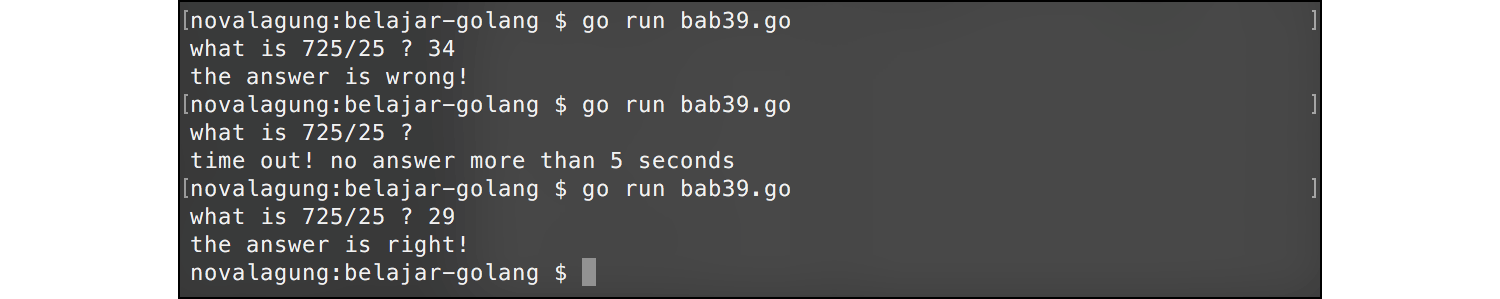 [novalagung:belajar-golang $ go run bab39.go ]
what is 725/25 ? 34
the answer is wrong!
[novalagung:belajar-golang $ go run bab39.go ]
what is 725/25 ?
time out! no answer more than 5 seconds
[novalagung:belajar-golang $ go run bab39.go ]
what is 725/25 ? 29
the answer is right!
novalagung:belajar-golang $